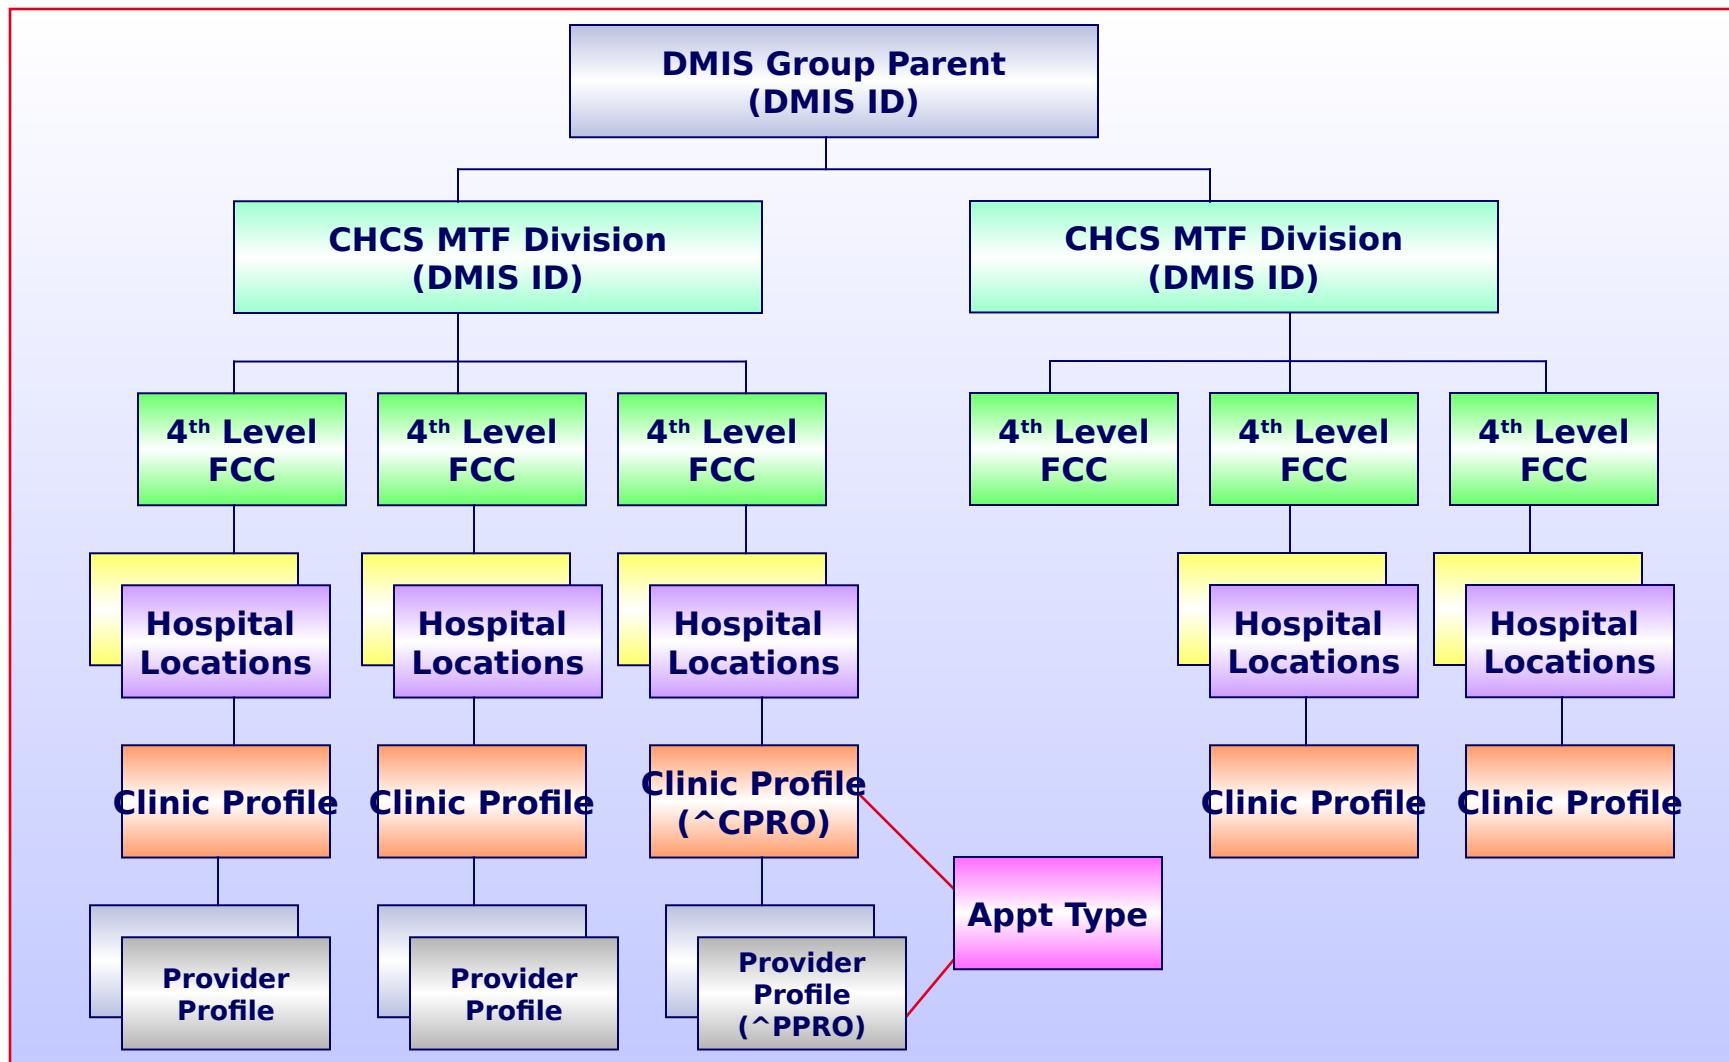 DMIS Group Parent
(DMIS ID)
CHCS MTF Division
(DMIS ID)
CHCS MTF Division
(DMIS ID)
4th Level
FCC
4th Level
FCC
4th Level
FCC
4th Level
FCC
4th Level
FCC
4th Level
FCC
Hospital
Locations
Hospital
Locations
Hospital
Locations
Hospital
Locations
Hospital
Locations
Clinic Profile
Clinic Profile
Clinic Profile
(^CPRO)
Clinic Profile
Clinic Profile
Appt Type
Provider
Profile
Provider
Profile
Provider
Profile
(^PPRO)